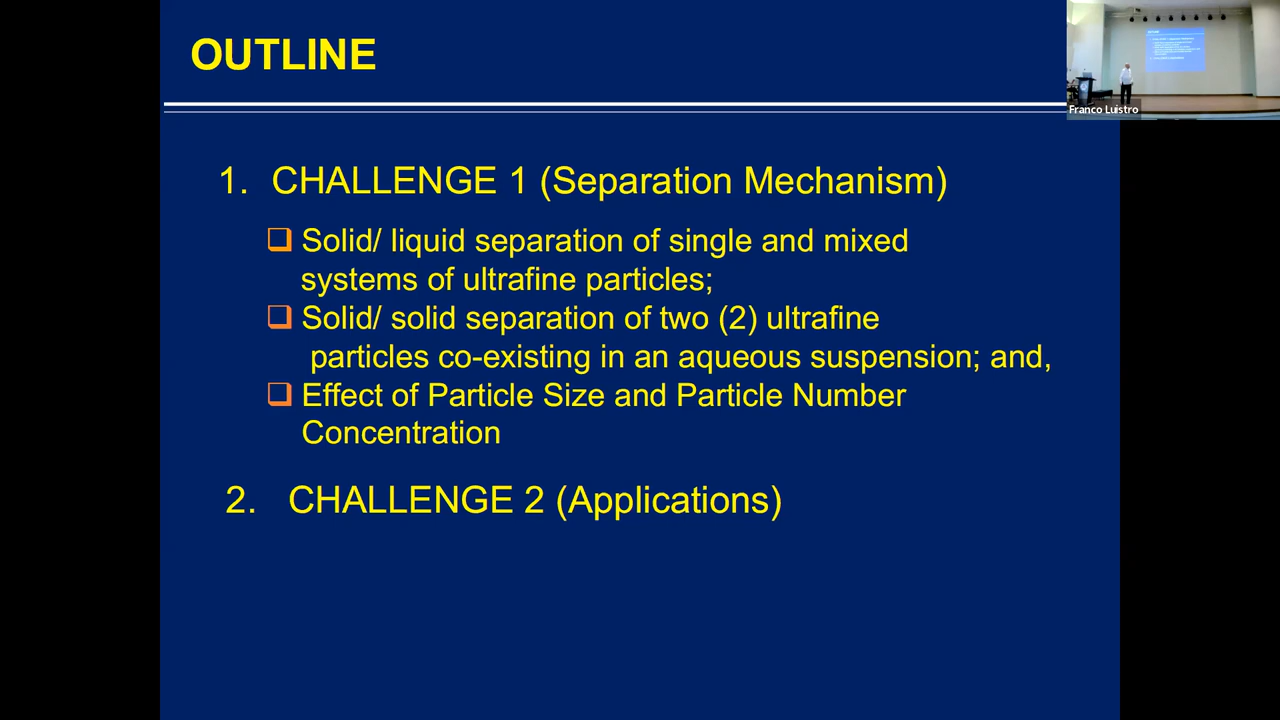 OUTLINE
Franco Luistro
1. CHALLENGE 1 (Separation Mechanism)
❑ Solid/ liquid separation of single and mixed
systems of ultrafine particles;
❑ Solid/ solid separation of two (2) ultrafine
particles co-existing in an aqueous suspension; and,
❑ Effect of Particle Size and Particle Number
Concentration
2. CHALLENGE 2 (Applications)